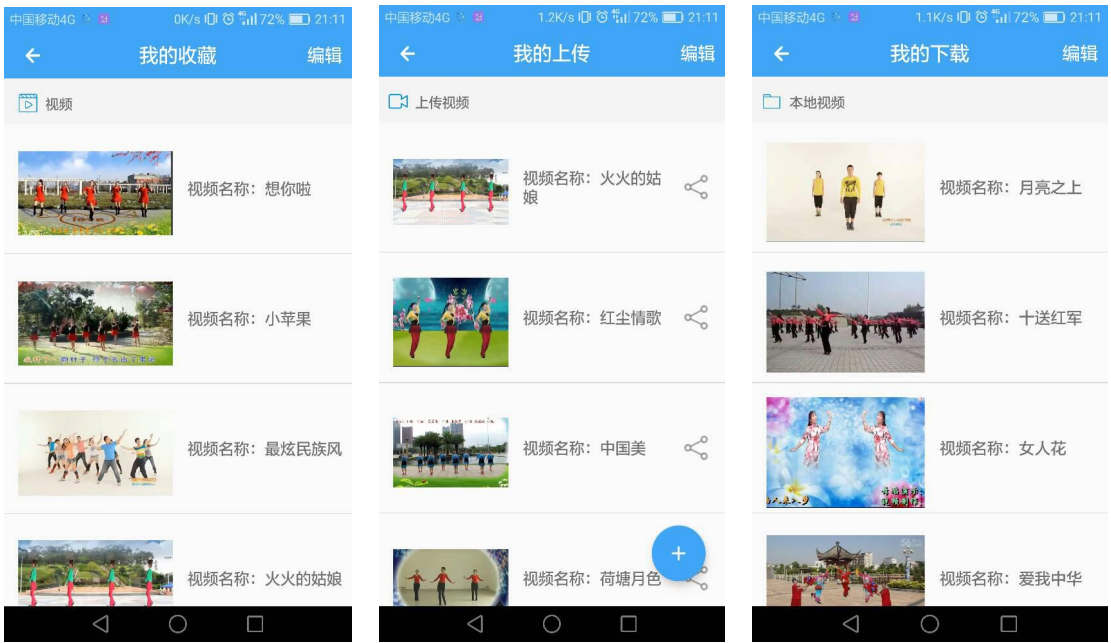 中国移动4G
0K/s
4G
72%
21:11
我的收藏
编辑
视频
视频名称：想你啦
视频名称：小苹果
视频名称：最炫民族风
视频名称：火火的姑娘
中国移动4G
1.2K/s
4G
72%
21:11
我的上传
编辑
上传视频
视频名称：火火的姑
娘
视频名称：红尘情歌
视频名称：中国美
视频名称：荷塘月色
+
中国移动4G
1.1K/s
4G
72%
21:11
我的下载
编辑
本地视频
视频名称：月亮之上
视频名称：十送红军
视频名称：女人花
视频名称：爱我中华